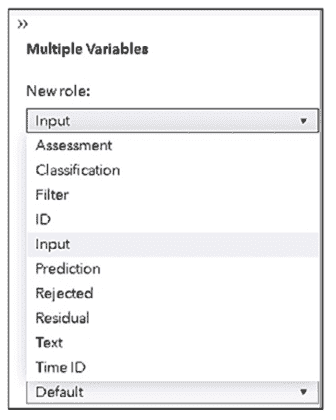 »
Multiple Variables
New role:
Input
Assessment
Classification
Filter
ID
Input
Prediction
Rejected
Residual
Text
Time ID
Default